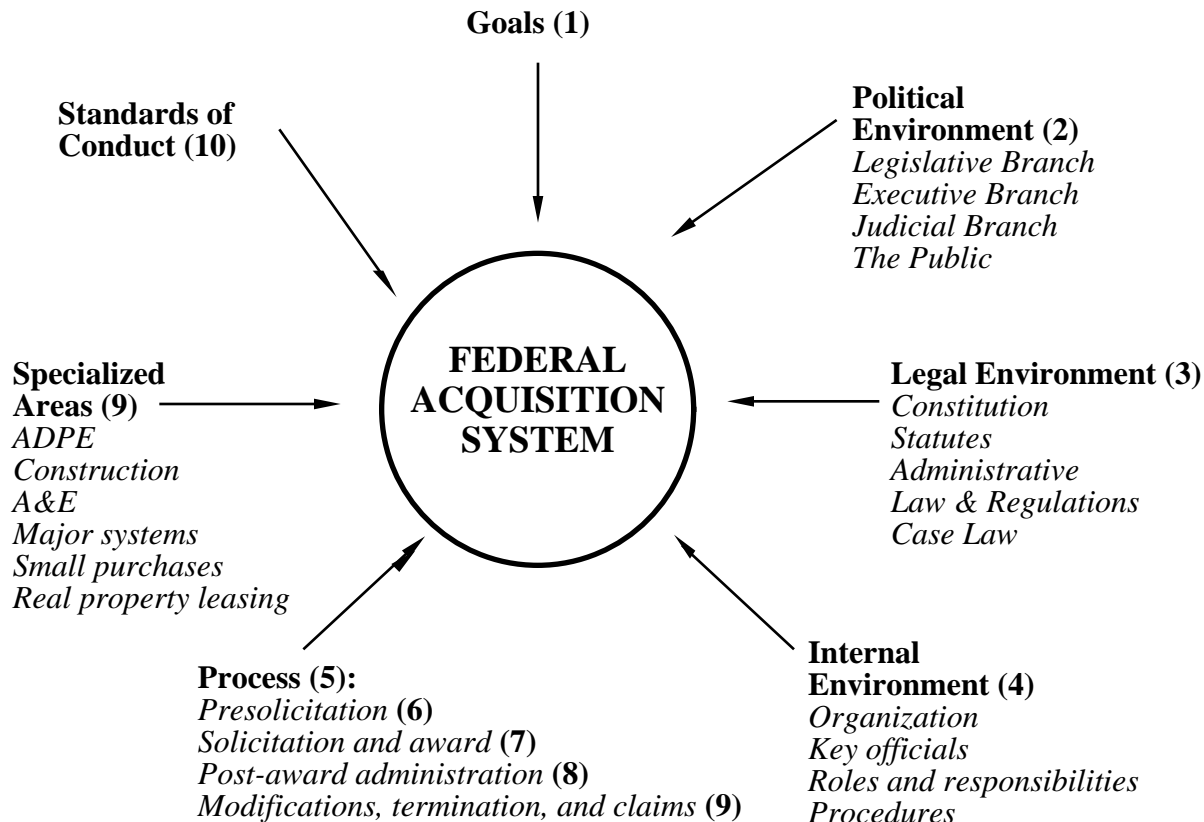 Goals (1)
Standards of
Conduct (10)
Political
Environment (2)
Legislative Branch
Executive Branch
Judicial Branch
The Public
FEDERAL
ACQUISITION
SYSTEM
Specialized
Areas (9)
ADPE
Construction
A&E
Major systems
Small purchases
Real property leasing
Legal Environment (3)
Constitution
Statutes
Administrative
Law & Regulations
Case Law
Process (5):
Presolicitation (6)
Solicitation and award (7)
Post-award administration (8)
Modifications, termination, and claims (9)
Internal
Environment (4)
Organization
Key officials
Roles and responsibilities
Procedures